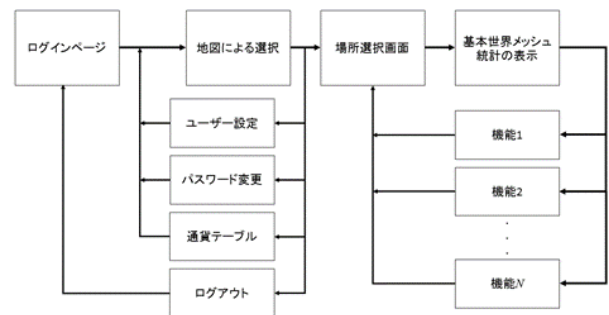 ログインページ
地図による選択
場所選択画面
基本世界メッシュ
統計の表示
ユーザー設定
パスワード変更
通貨テーブル
ログアウト
機能1
機能2
・
・
・
機能N